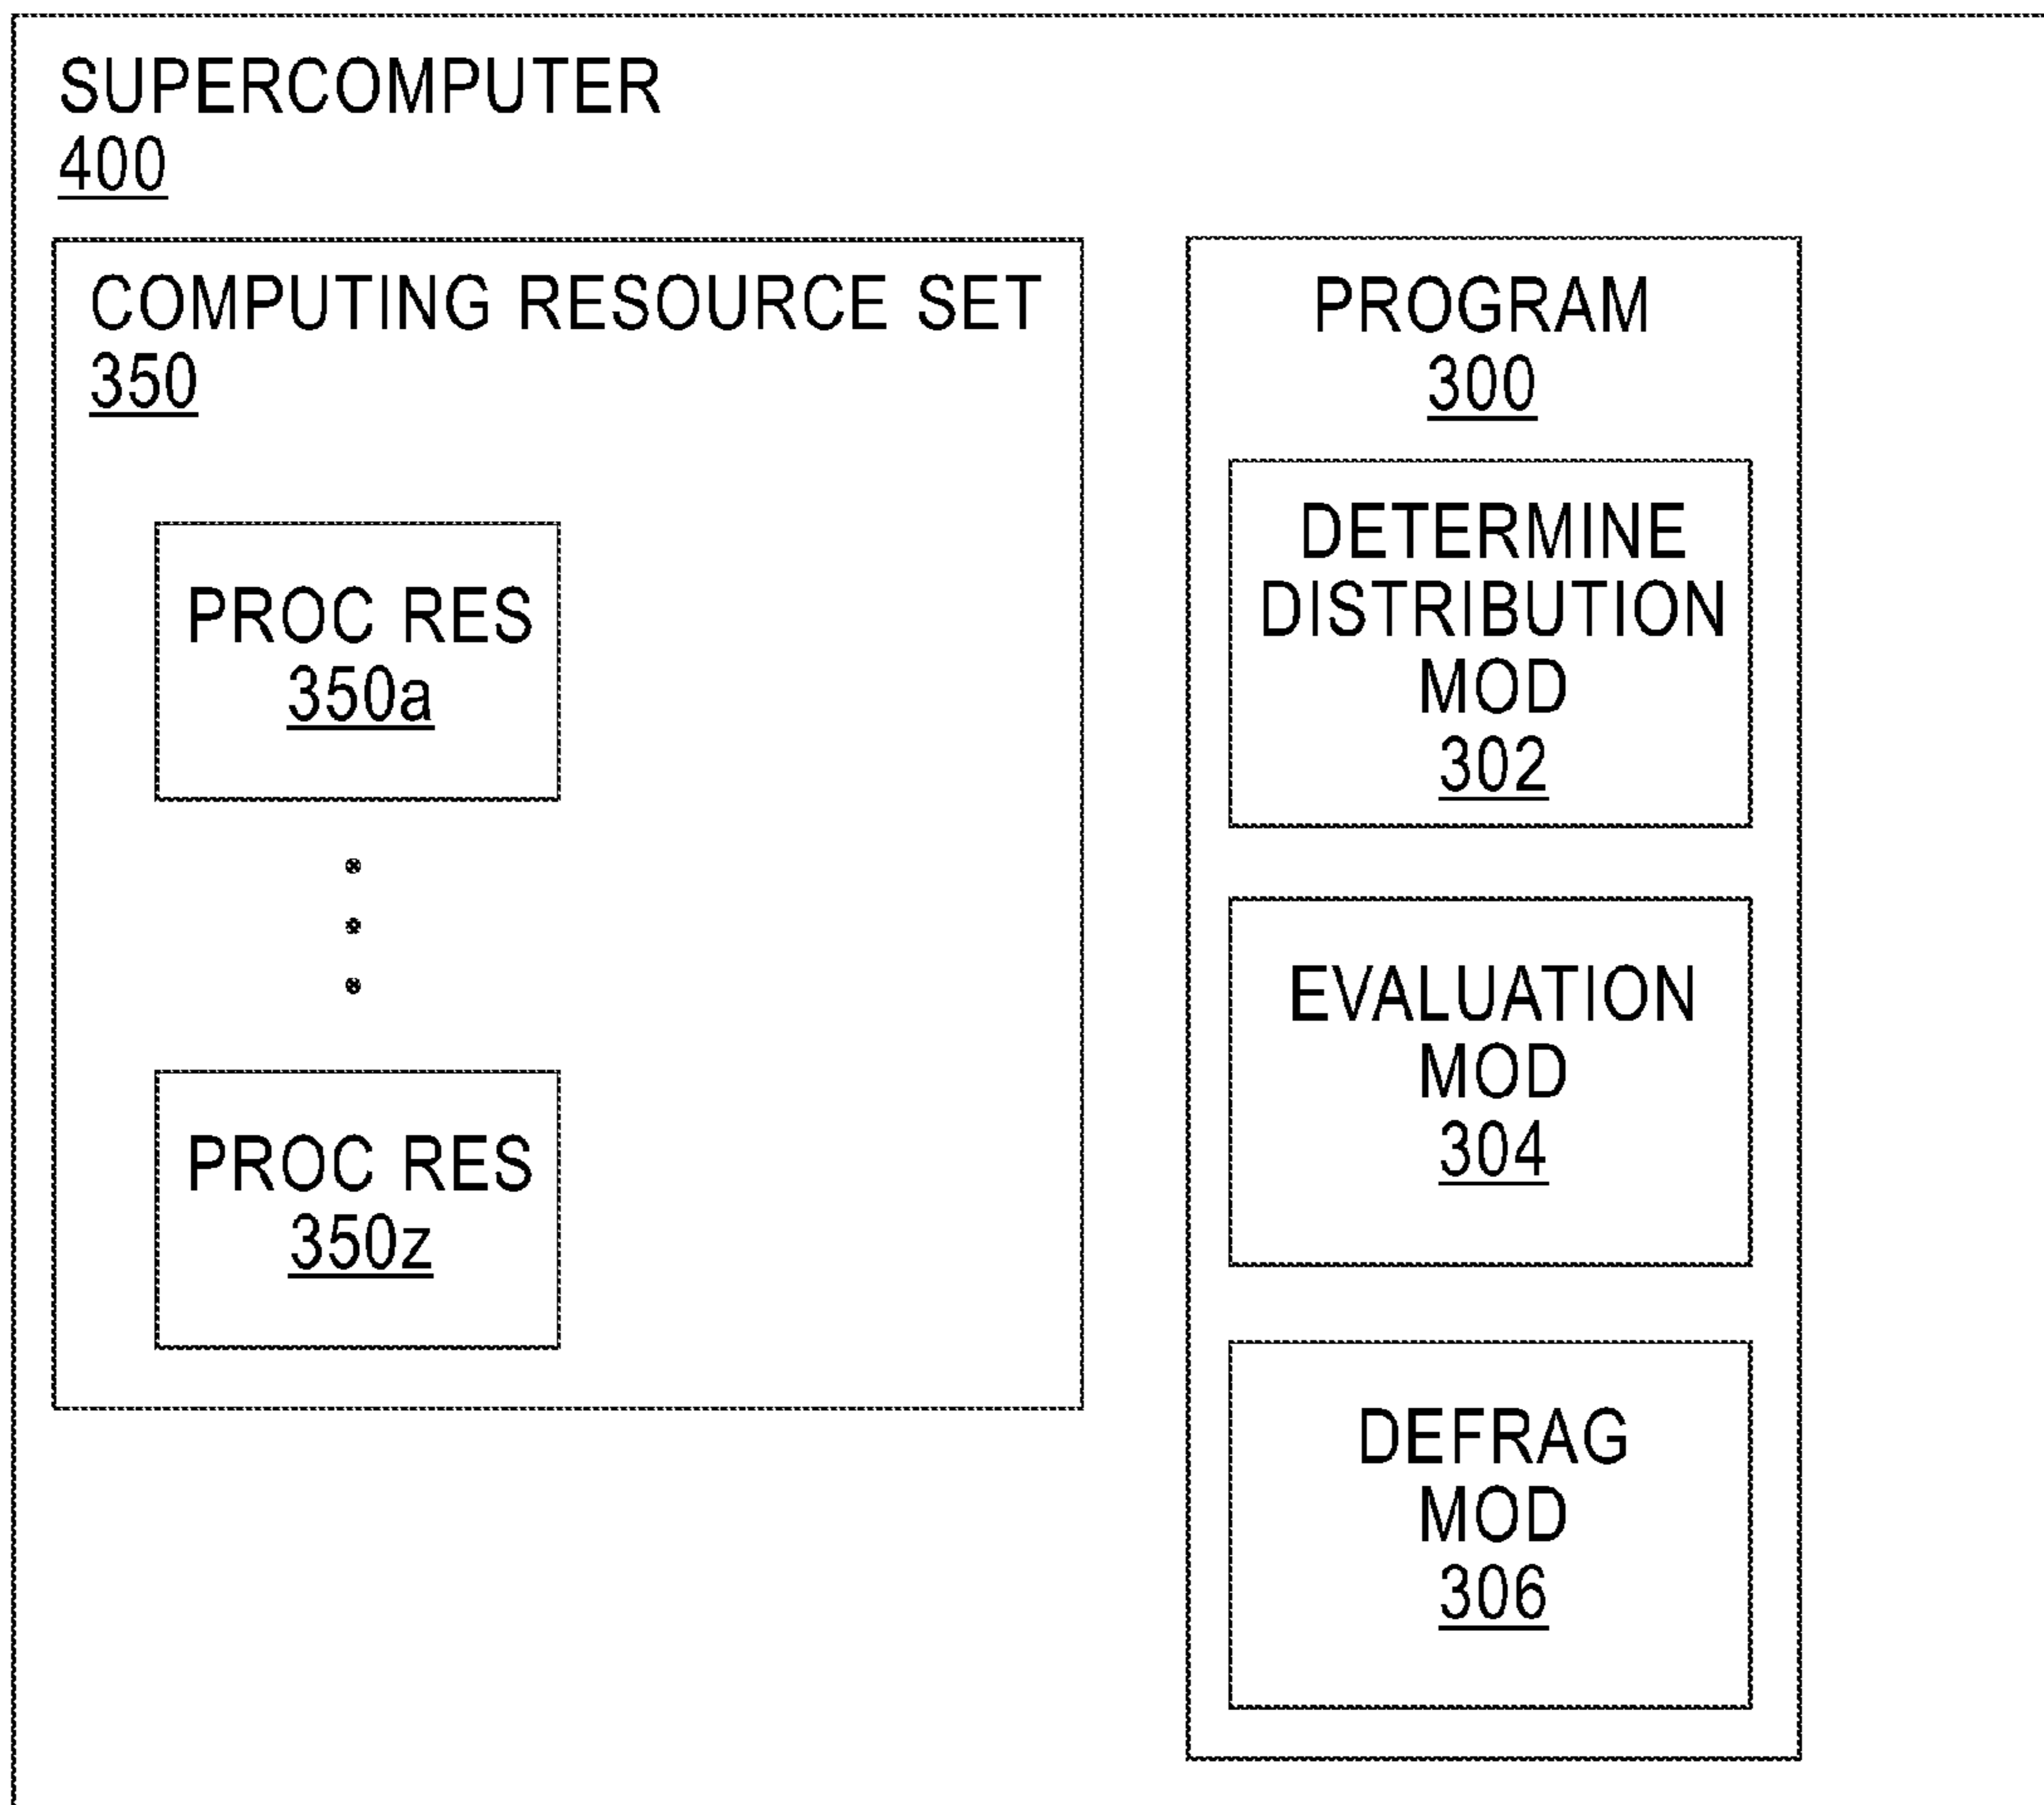 SUPERCOMPUTER
400
COMPUTING RESOURCE SET
350
PROC RES
350a
PROC RES
350z
PROGRAM
300
DETERMINE
DISTRIBUTION
MOD
302
EVALUATION
MOD
304
DEFRAG
MOD
306